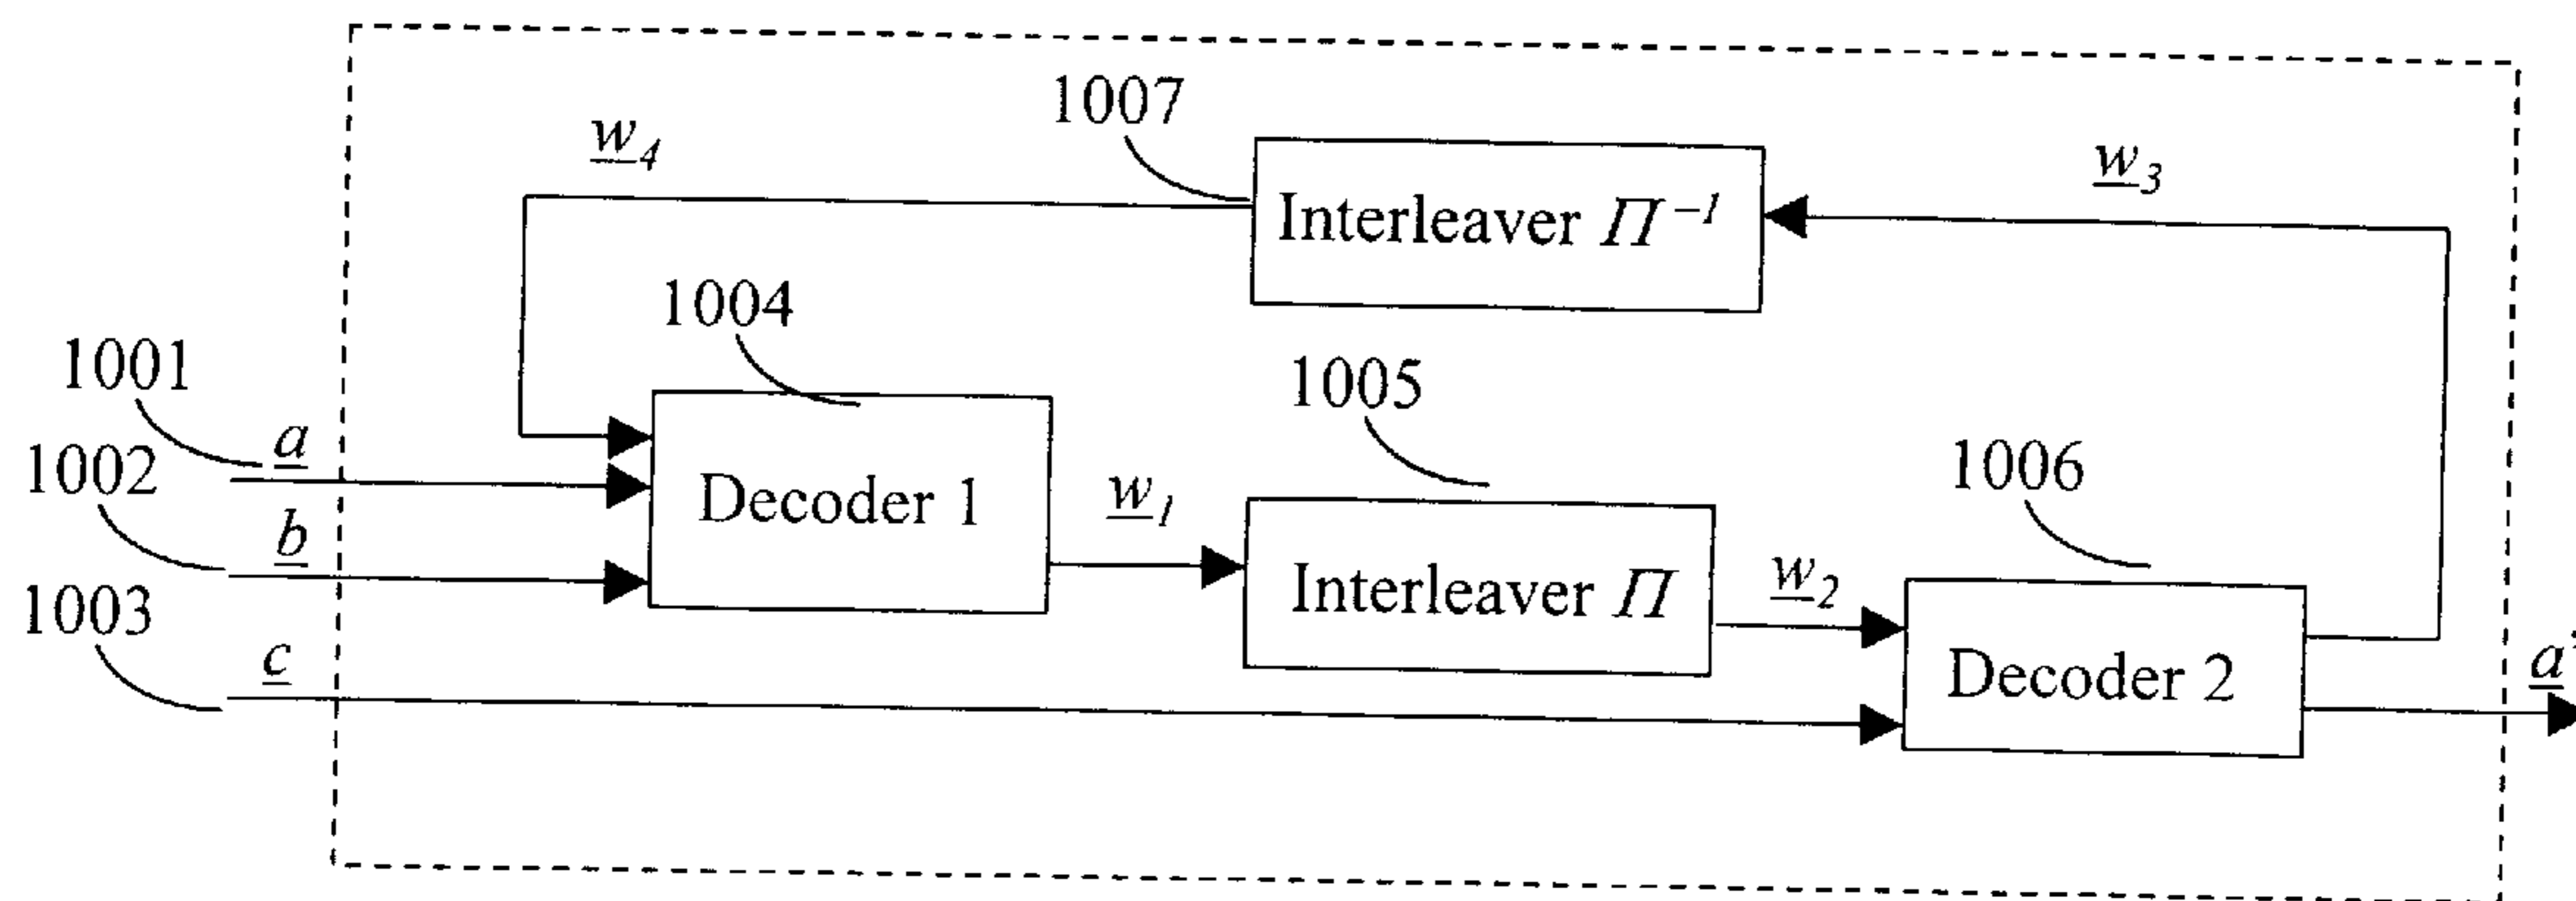 1007
w4
w3
Interleaver Π⁻¹
1004
1001
1005
a
1002
1006
Decoder 1
w1
b
1003
Interleaver Π
w2
c
Decoder 2
a'